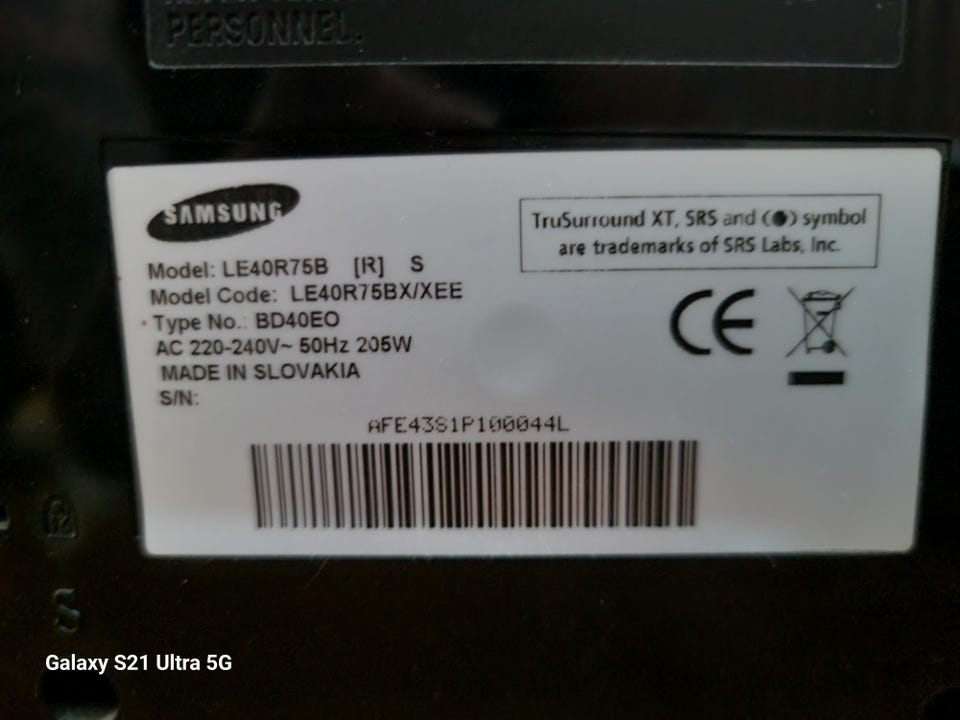 PERSONNEL.
SAMSUNG
TruSurround XT, SRS and (●) symbol
are trademarks of SRS Labs, Inc.
Model: LE40R75B [R] S
Model Code: LE40R75BX/XEE
Type No.: BD40EO
AC 220-240V~ 50Hz 205W
MADE IN SLOVAKIA
S/N:
AFE43S1P100044L
CE
S
Galaxy S21 Ultra 5G